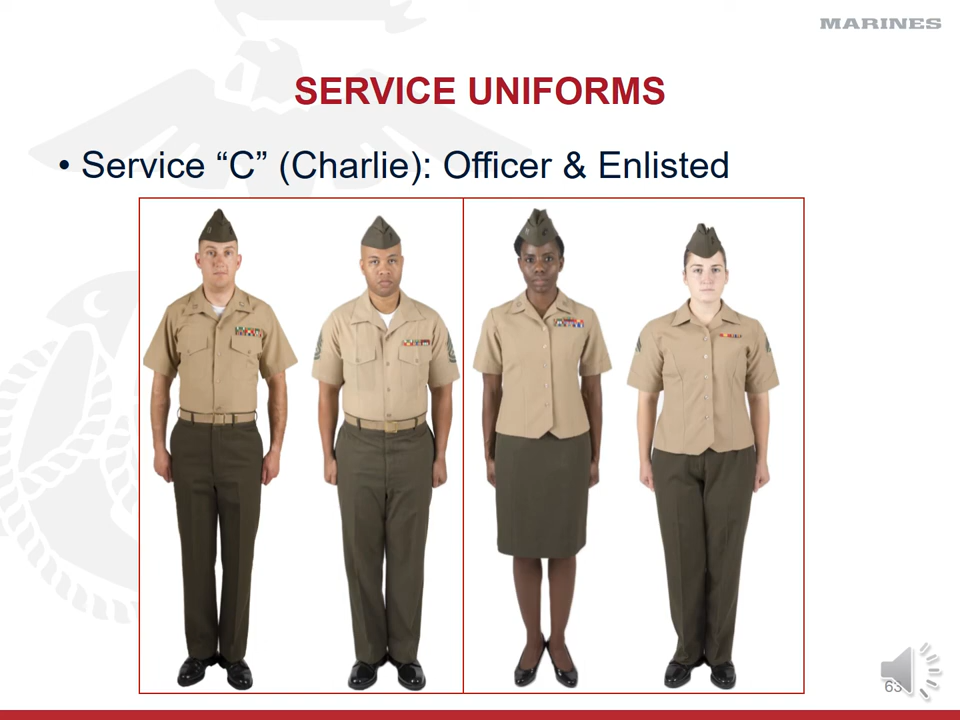 MARINES
SERVICE UNIFORMS
• Service “C” (Charlie): Officer & Enlisted
63